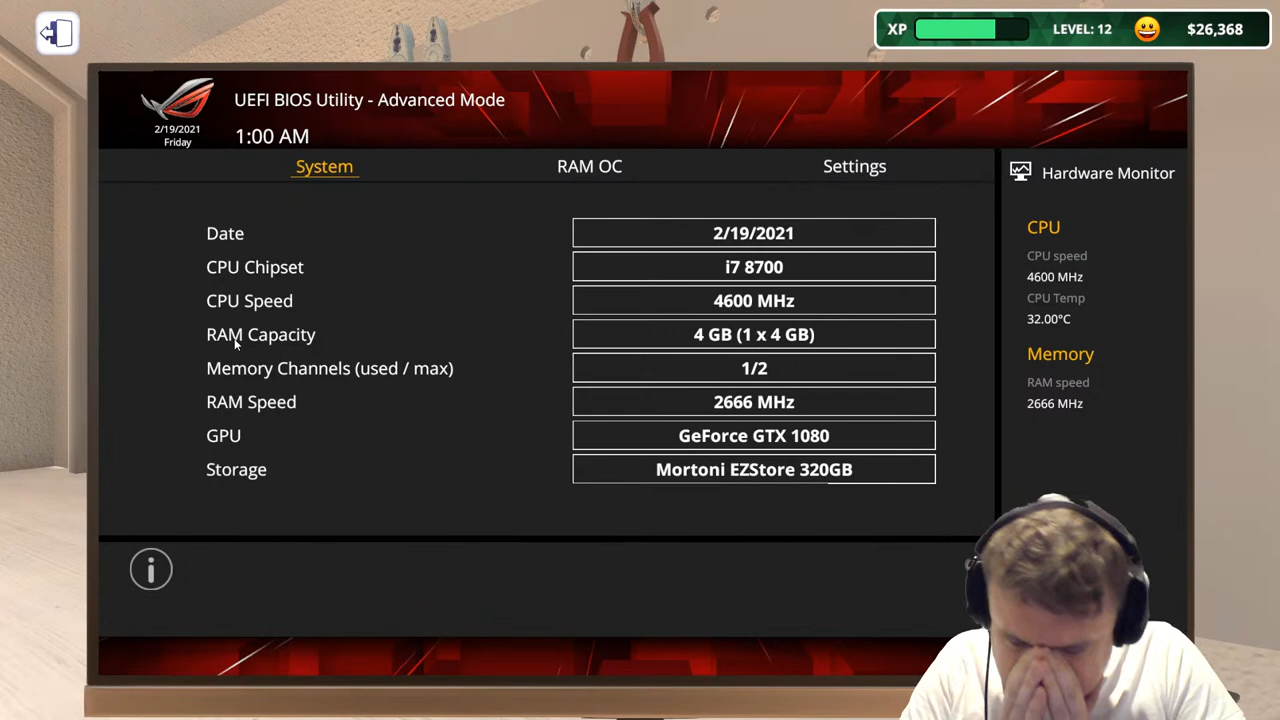 XP
LEVEL: 12
$26,368
UEFI BIOS Utility - Advanced Mode
2/19/2021
Friday
1:00 AM
System
RAM OC
Settings
Hardware Monitor
Date
2/19/2021
CPU Chipset
i7 8700
CPU Speed
4600 MHz
RAM Capacity
4 GB (1 x 4 GB)
Memory Channels (used / max)
1/2
RAM Speed
2666 MHz
GPU
GeForce GTX 1080
Storage
Mortoni EZStore 320GB
CPU
CPU speed
4600 MHz
CPU Temp
32.00°C
Memory
RAM speed
2666 MHz